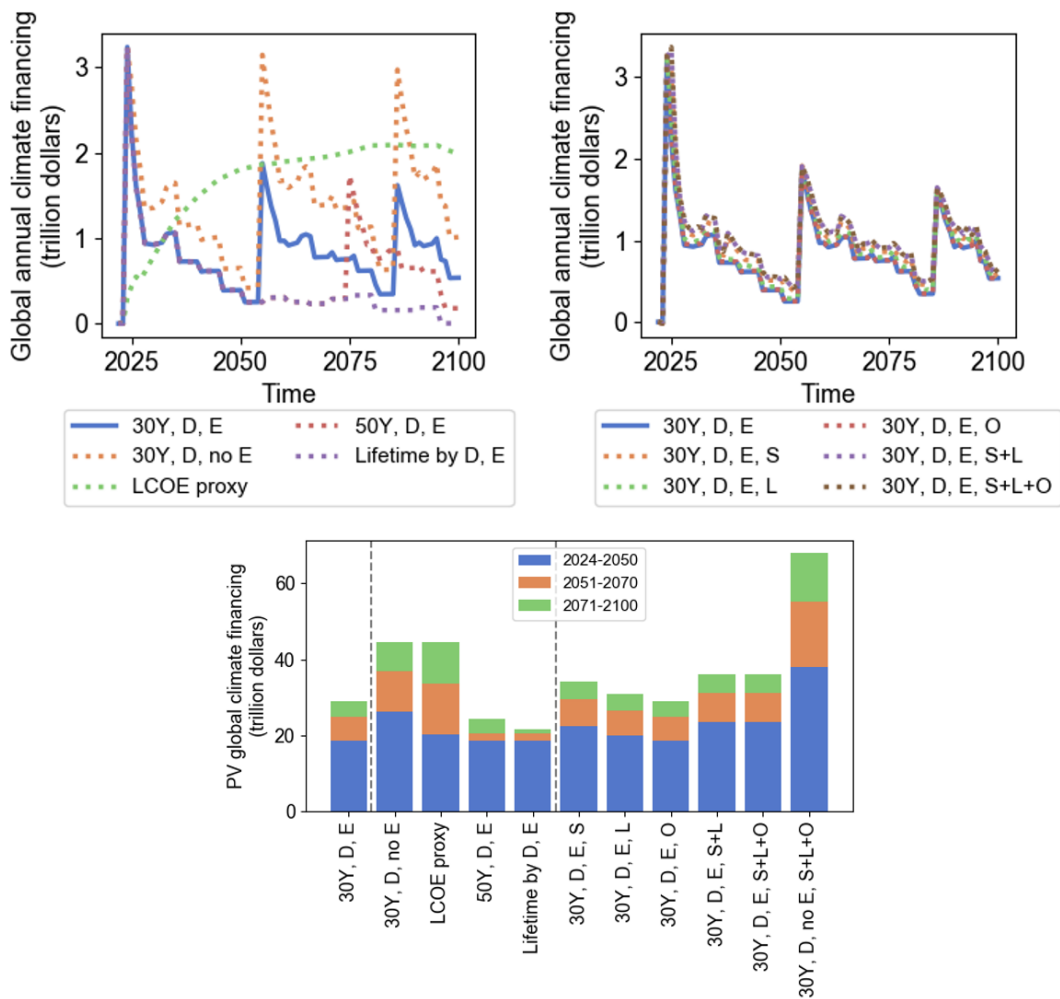 Global annual climate financing
(trillion dollars)
3
2
1
0
2025
2050
2075
2100
Time
30Y, D, E
30Y, D, no E
LCOE proxy
50Y, D, E
Lifetime by D, E
Global annual climate financing
(trillion dollars)
3
2
1
0
2025
2050
2075
2100
Time
30Y, D, E
30Y, D, E, S
30Y, D, E, L
30Y, D, E, O
30Y, D, E, S+L
30Y, D, E, S+L+O
PV global climate financing
(trillion dollars)
60
40
20
0
2024-2050
2051-2070
2071-2100
30Y, D, E
30Y, D, no E
LCOE proxy
50Y, D, E
Lifetime by D, E
30Y, D, E, S
30Y, D, E, L
30Y, D, E, O
30Y, D, E, S+L
30Y, D, E, S+L+O
30Y, D, no E, S+L+O